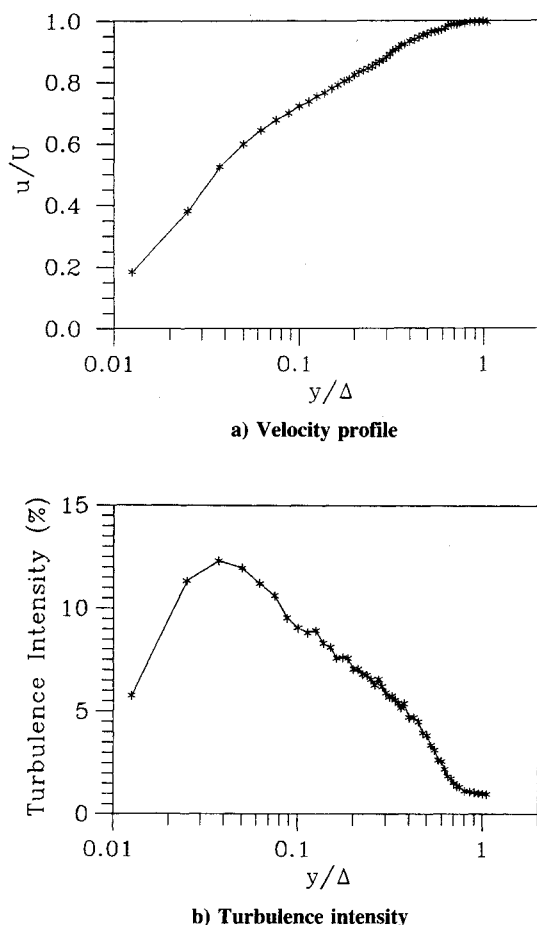 1.0
0.8
0.6
0.4
0.2
0.0
u/U
0.01
0.1
1
y/Δ
a) Velocity profile
15
10
5
0
Turbulence Intensity (%)
0.01
0.1
1
y/Δ
b) Turbulence intensity